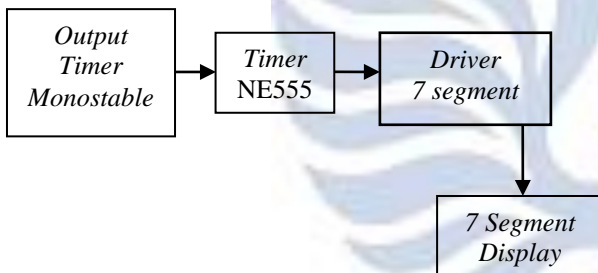 Output
Timer
Monostable
Timer
NE555
Driver
7 segment
7 Segment
Display